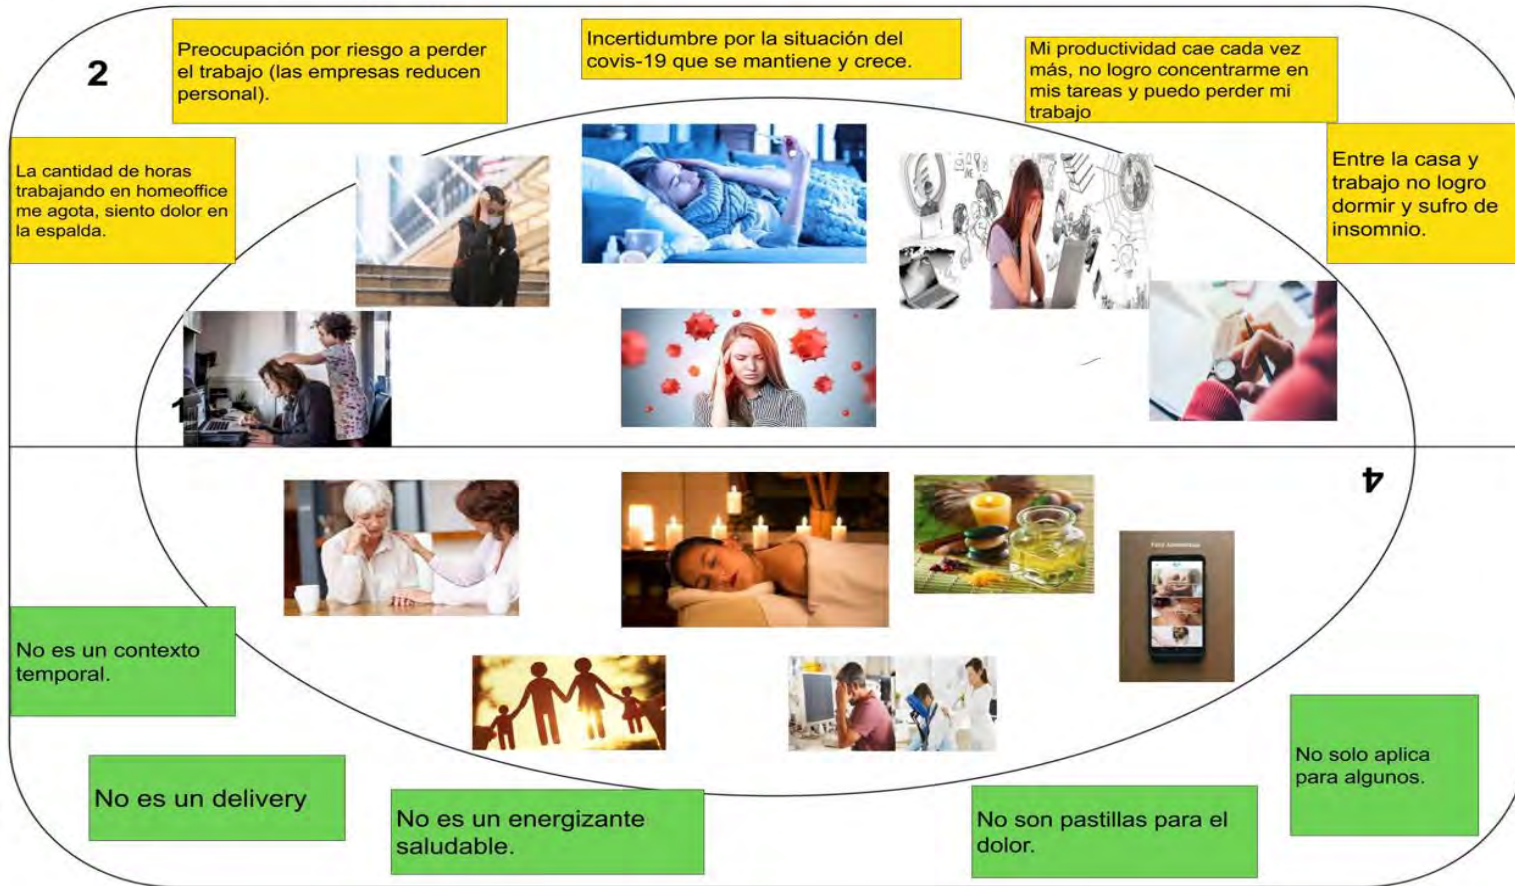 2
Preocupación por riesgo a perder
el trabajo (las empresas reducen
personal).
Incertidumbre por la situación del
covis-19 que se mantiene y crece.
Mi productividad cae cada vez
más, no logro concentrarme en
mis tareas y puedo perder mi
trabajo
La cantidad de horas
trabajando en homeoffice
me agota, siento dolor en
la espalda.
Entre la casa y
trabajo no logro
dormir y sufro de
insomnio.
1
4
No es un contexto
temporal.
No es un delivery
No es un energizante
saludable.
No son pastillas para el
dolor.
No solo aplica
para algunos.